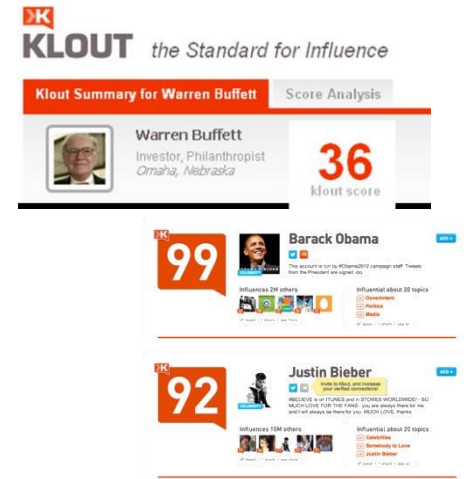 KLOUT the Standard for Influence
Klout Summary for Warren Buffett
Score Analysis
Warren Buffett
Investor, Philanthropist
Omaha, Nebraska
36
klout score
99
CELEBRITY
Barack Obama
ADD +
This account is run by #Obama2012 campaign staff. Tweets
from the President are signed -bo.
Influences 2M others
Influential about 20 topics
Government
Politics
Media
92
CELEBRITY
Justin Bieber
ADD +
Invite to Klout, and increase
your verified connections!
#BELIEVE is on ITUNES and in STORES WORLDWIDE! - SO
MUCH LOVE FOR THE FANS...you are always there for me
and I will always be there for you. MUCH LOVE. thanks
Influences 10M others
Influential about 20 topics
Celebrities
Somebody to Love
Justin Bieber